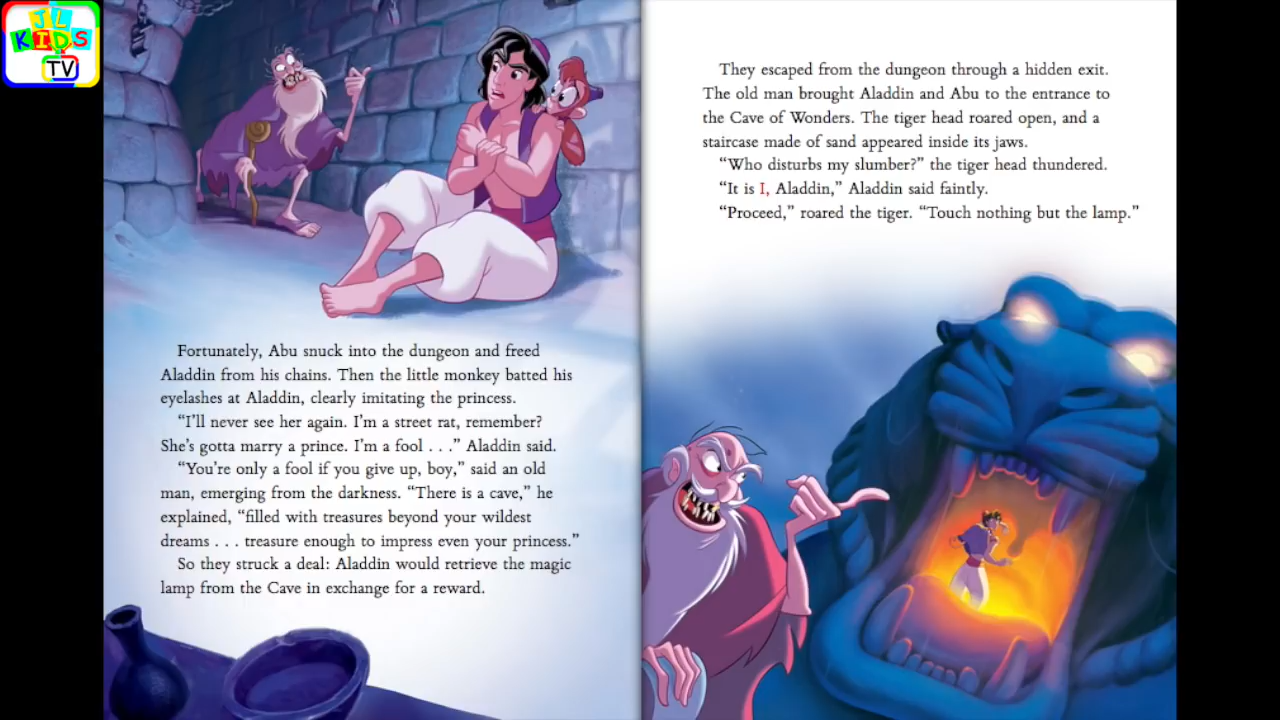 JL
KIDS
TV
Fortunately, Abu snuck into the dungeon and freed
Aladdin from his chains. Then the little monkey batted his
eyelashes at Aladdin, clearly imitating the princess.
“I’ll never see her again. I’m a street rat, remember?
She’s gotta marry a prince. I’m a fool . . .” Aladdin said.
“You’re only a fool if you give up, boy,” said an old
man, emerging from the darkness. “There is a cave,” he
explained, “filled with treasures beyond your wildest
dreams . . . treasure enough to impress even your princess.”
So they struck a deal: Aladdin would retrieve the magic
lamp from the Cave in exchange for a reward.
They escaped from the dungeon through a hidden exit.
The old man brought Aladdin and Abu to the entrance to
the Cave of Wonders. The tiger head roared open, and a
staircase made of sand appeared inside its jaws.
“Who disturbs my slumber?” the tiger head thundered.
“It is I, Aladdin,” Aladdin said faintly.
“Proceed,” roared the tiger. “Touch nothing but the lamp.”